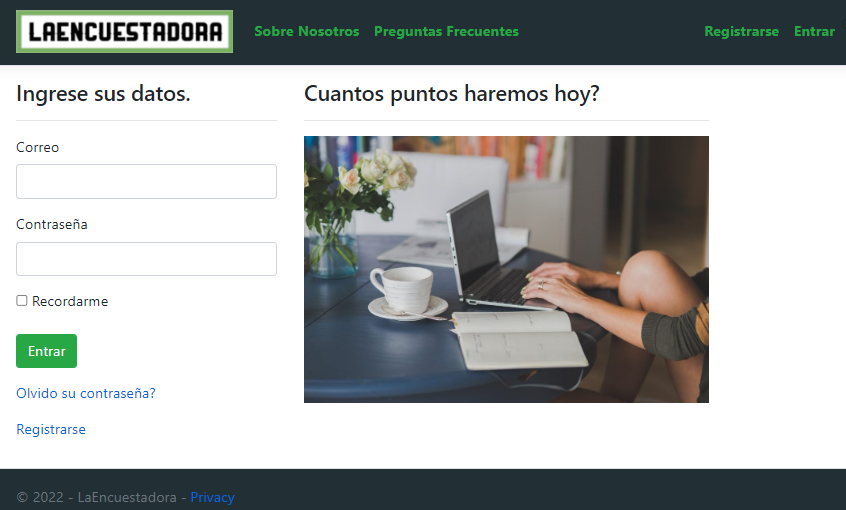 LAENCUESTADORA
Sobre Nosotros
Preguntas Frecuentes
Registrarse
Entrar
Ingrese sus datos.
Correo
Contraseña
Recordarme
Entrar
Olvido su contraseña?
Registrarse
Cuantos puntos haremos hoy?
© 2022 - LaEncuestadora - Privacy